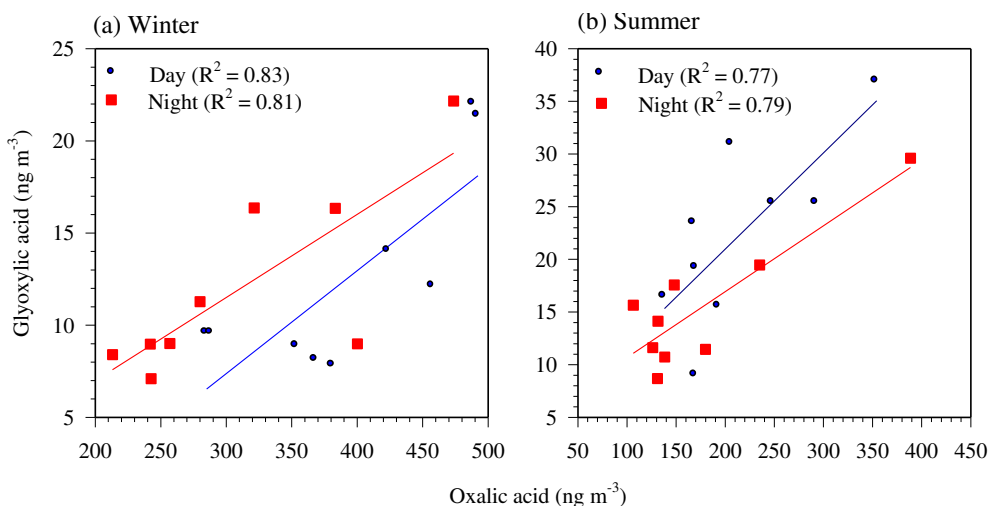 (a) Winter
(b) Summer
Day (R² = 0.83)
Night (R² = 0.81)
Day (R² = 0.77)
Night (R² = 0.79)
Glyoxylic acid (ng m⁻³)
25
20
15
10
5
200 250 300 350 400 450 500
40
35
30
25
20
15
10
5
50 100 150 200 250 300 350 400 450
Oxalic acid (ng m⁻³)